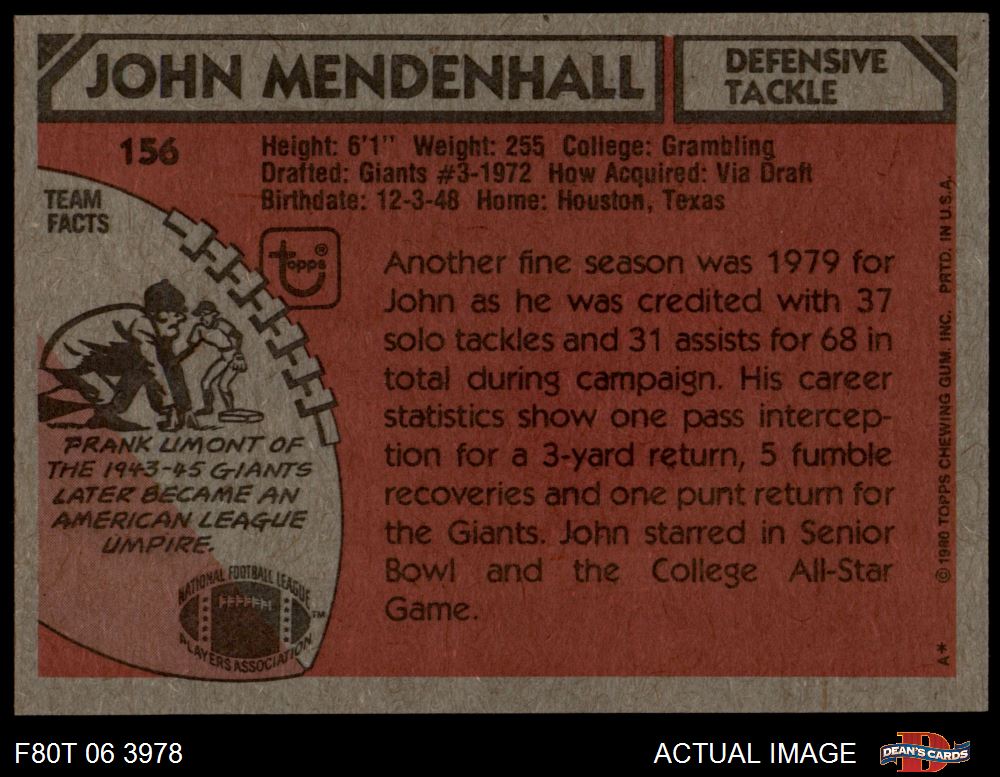 JOHN MENDENHALL
DEFENSIVE
TACKLE
156
Height: 6'1" Weight: 255 College: Grambling
Drafted: Giants #3-1972 How Acquired: Via Draft
Birthdate: 12-3-48 Home: Houston, Texas
TEAM
FACTS
topps®
Another fine season was 1979 for
John as he was credited with 37
solo tackles and 31 assists for 68 in
total during campaign. His career
statistics show one pass intercep-
tion for a 3-yard return, 5 fumble
recoveries and one punt return for
the Giants. John starred in Senior
Bowl and the College All-Star
Game.
FRANK UMONT OF
THE 1943-45 GIANTS
LATER BECAME AN
AMERICAN LEAGUE
UMPIRE.
NATIONAL FOOTBALL LEAGUE
PLAYERS ASSOCIATION
TM
© 1980 TOPPS CHEWING GUM, INC. PRTD. IN U.S.A.
A*
F80T 06 3978
ACTUAL IMAGE
D
DEAN'S CARDS